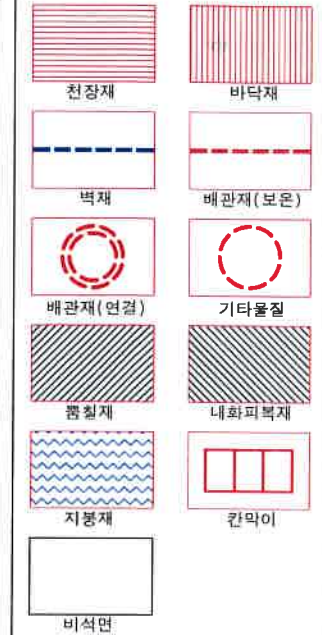 천장재
바닥재
벽재
배관재(보온)
배관재(연결)
기타물질
뿜칠재
내화피복재
지붕재
칸막이
비석면